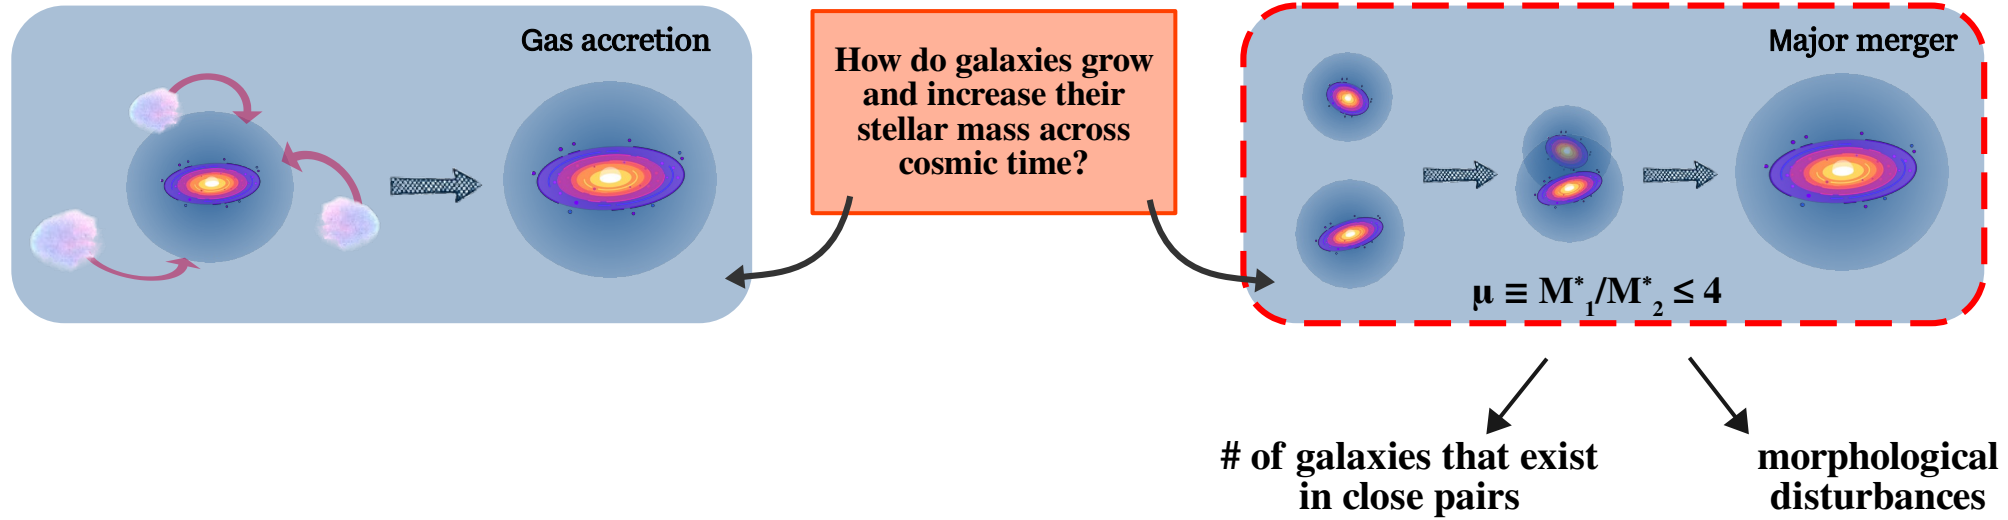 Gas accretion
How do galaxies grow
and increase their
stellar mass across
cosmic time?
Major merger
μ ≡ M*₁/M*₂ ≤ 4
# of galaxies that exist
in close pairs
morphological
disturbances